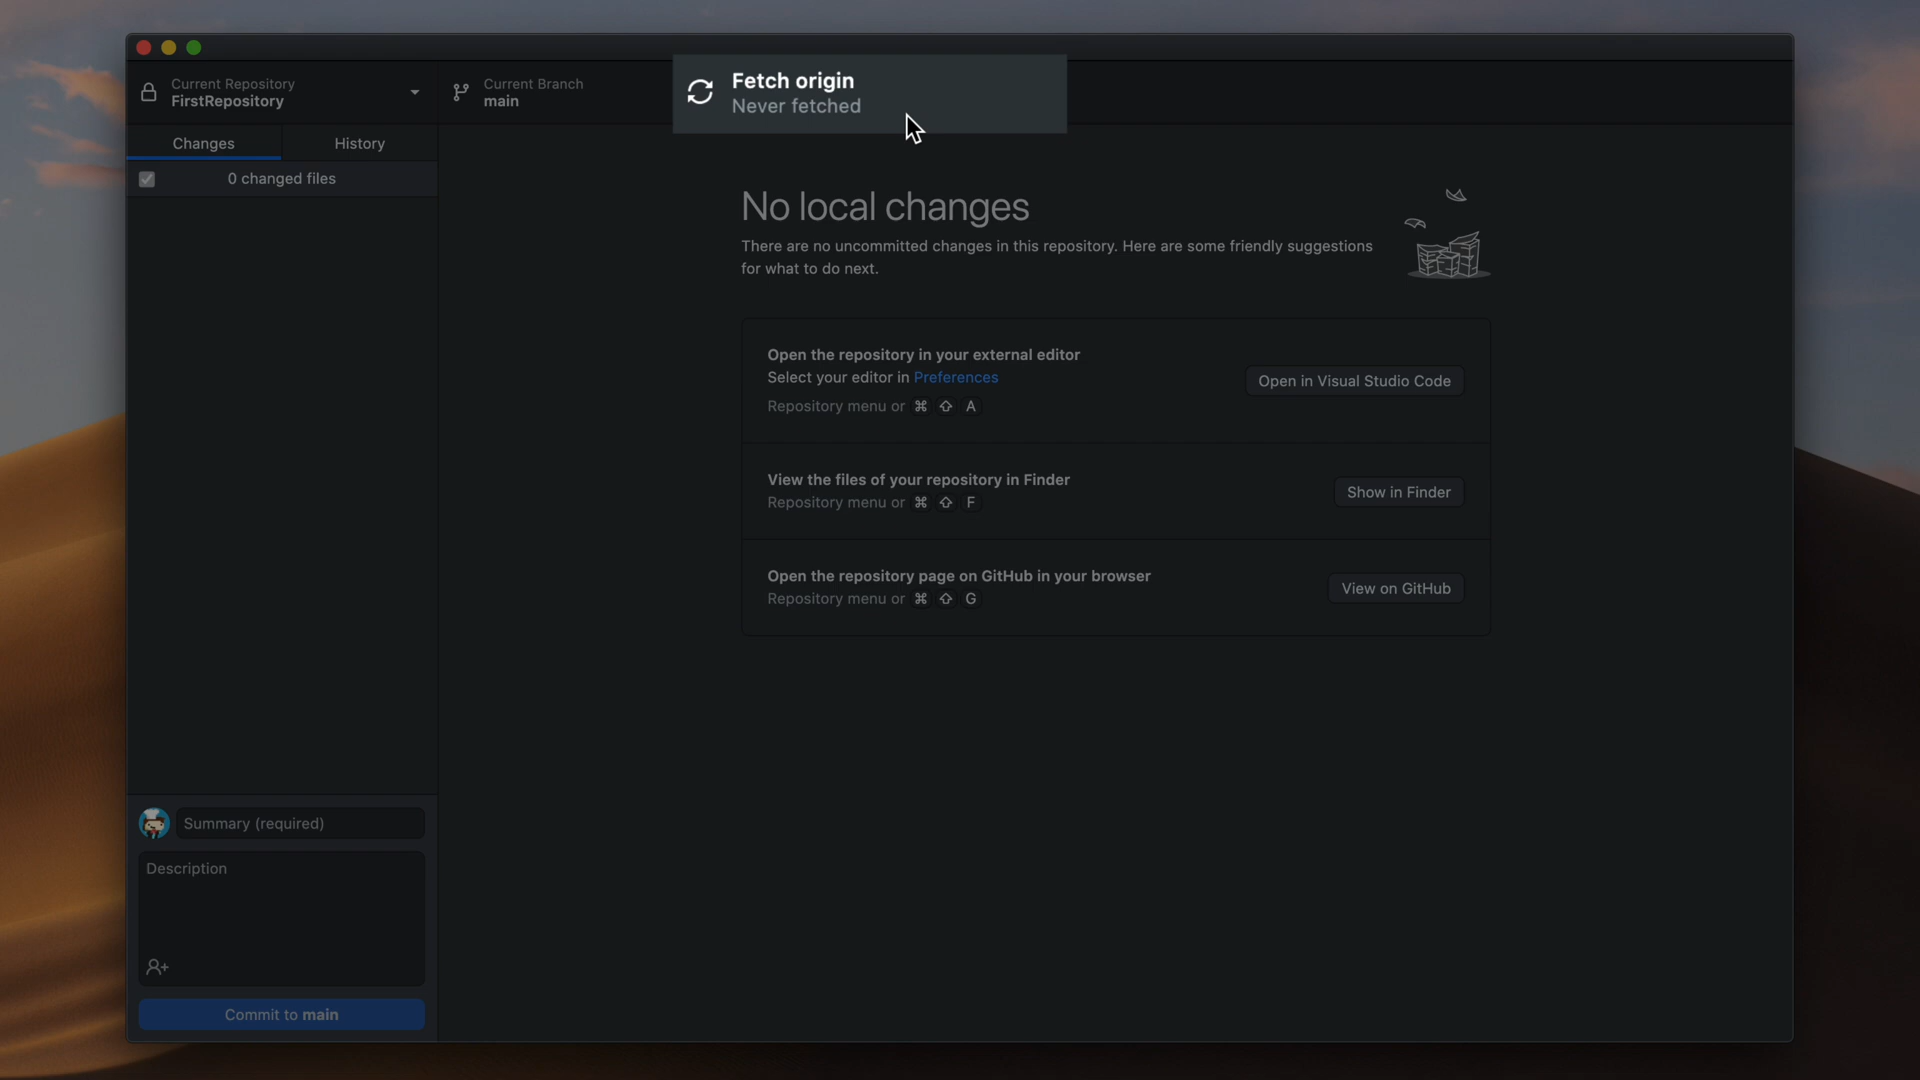 Current Repository
FirstRepository
Current Branch
main
Fetch origin
Never fetched
Changes
History
0 changed files
No local changes
There are no uncommitted changes in this repository. Here are some friendly suggestions
for what to do next.
Open the repository in your external editor
Select your editor in Preferences
Repository menu or ⌘ ⇧ A
Open in Visual Studio Code
View the files of your repository in Finder
Repository menu or ⌘ ⇧ F
Show in Finder
Open the repository page on GitHub in your browser
Repository menu or ⌘ ⇧ G
View on GitHub
Summary (required)
Description
Commit to main